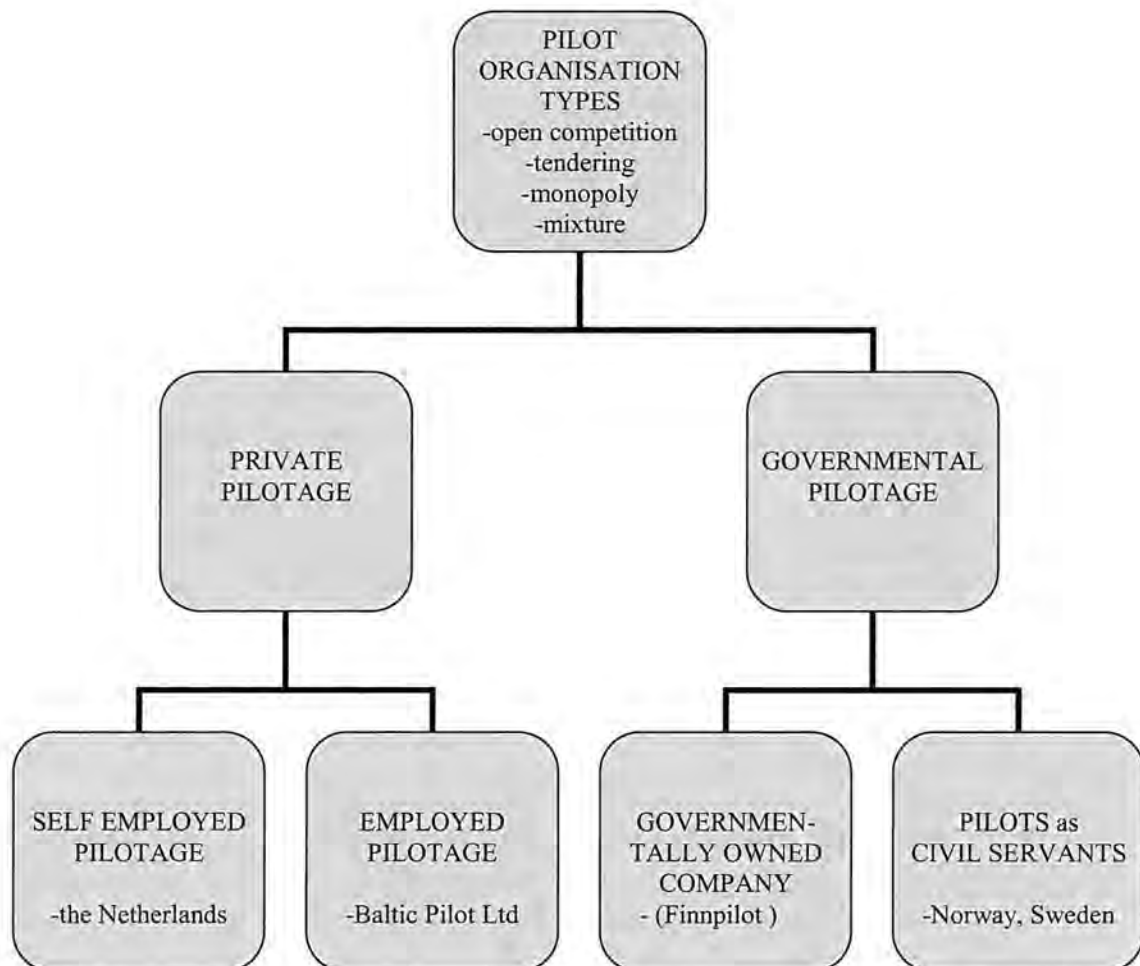 PILOT
ORGANISATION
TYPES
-open competition
-tendering
-monopoly
-mixture
PRIVATE
PILOTAGE
GOVERNMENTAL
PILOTAGE
SELF EMPLOYED
PILOTAGE
-the Netherlands
EMPLOYED
PILOTAGE
-Baltic Pilot Ltd
GOVERNMEN-
TALLY OWNED
COMPANY
- (Finnpilot )
PILOTS as
CIVIL SERVANTS
-Norway, Sweden